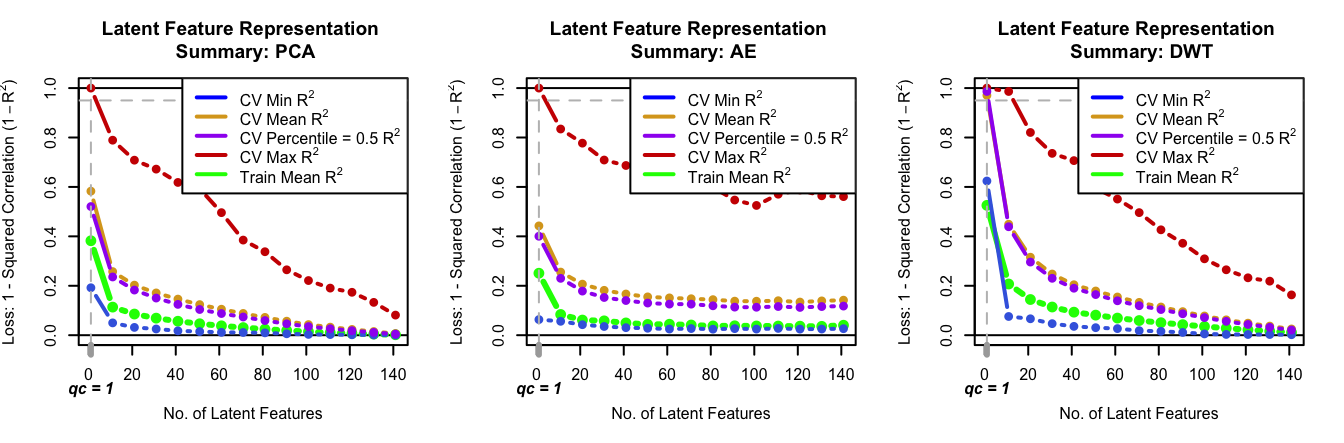 Latent Feature Representation
Summary: PCA
Loss: 1 - Squared Correlation (1 – R²)
1.0
0.8
0.6
0.4
0.2
0.0
CV Min R²
CV Mean R²
CV Percentile = 0.5 R²
CV Max R²
Train Mean R²
0 20 40 60 80 100 120 140
qc = 1
No. of Latent Features
Latent Feature Representation
Summary: AE
Loss: 1 - Squared Correlation (1 – R²)
1.0
0.8
0.6
0.4
0.2
0.0
CV Min R²
CV Mean R²
CV Percentile = 0.5 R²
CV Max R²
Train Mean R²
0 20 40 60 80 100 120 140
qc = 1
No. of Latent Features
Latent Feature Representation
Summary: DWT
Loss: 1 - Squared Correlation (1 – R²)
1.0
0.8
0.6
0.4
0.2
0.0
CV Min R²
CV Mean R²
CV Percentile = 0.5 R²
CV Max R²
Train Mean R²
0 20 40 60 80 100 120 140
qc = 1
No. of Latent Features